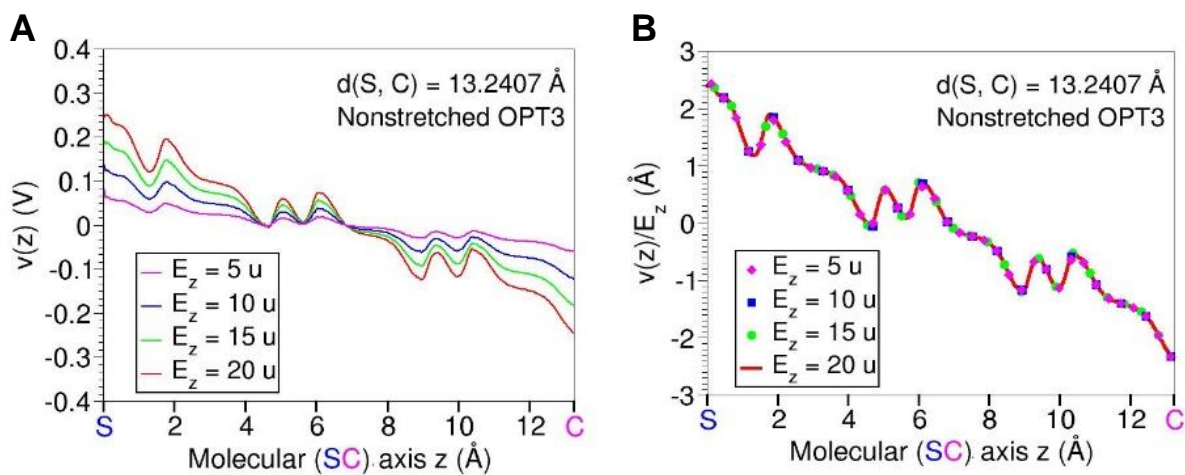 A
0.4
0.3
0.2
0.1
0
-0.1
-0.2
-0.3
-0.4
v(z) (V)
d(S, C) = 13.2407 Å
Nonstretched OPT3
E_z = 5 u
E_z = 10 u
E_z = 15 u
E_z = 20 u
S 2 4 6 8 10 12 C
Molecular (SC) axis z (Å)
B
3
2
1
0
-1
-2
-3
v(z)/E_z (Å)
d(S, C) = 13.2407 Å
Nonstretched OPT3
E_z = 5 u
E_z = 10 u
E_z = 15 u
E_z = 20 u
S 2 4 6 8 10 12 C
Molecular (SC) axis z (Å)